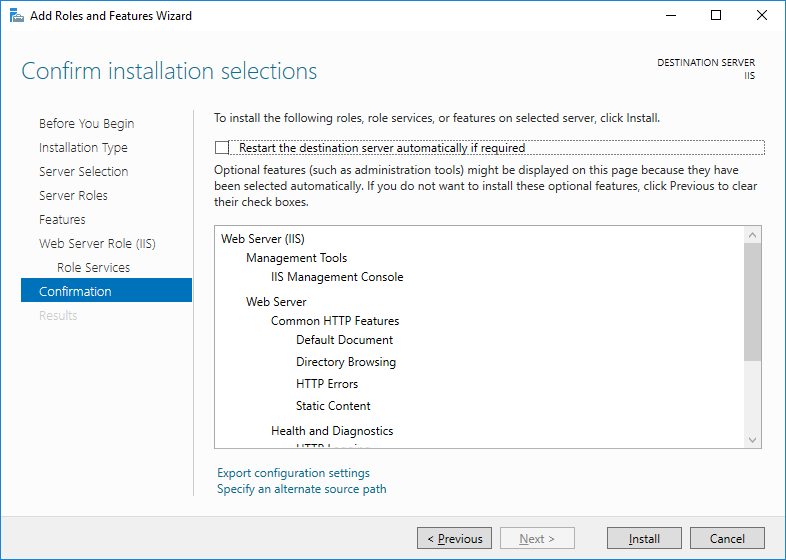 Add Roles and Features Wizard
Confirm installation selections
DESTINATION SERVER
IIS
Before You Begin
Installation Type
Server Selection
Server Roles
Features
Web Server Role (IIS)
Role Services
Confirmation
Results
To install the following roles, role services, or features on selected server, click Install.
Restart the destination server automatically if required
Optional features (such as administration tools) might be displayed on this page because they have
been selected automatically. If you do not want to install these optional features, click Previous to clear
their check boxes.
Web Server (IIS)
Management Tools
IIS Management Console
Web Server
Common HTTP Features
Default Document
Directory Browsing
HTTP Errors
Static Content
Health and Diagnostics
Export configuration settings
Specify an alternate source path
< Previous
Next >
Install
Cancel